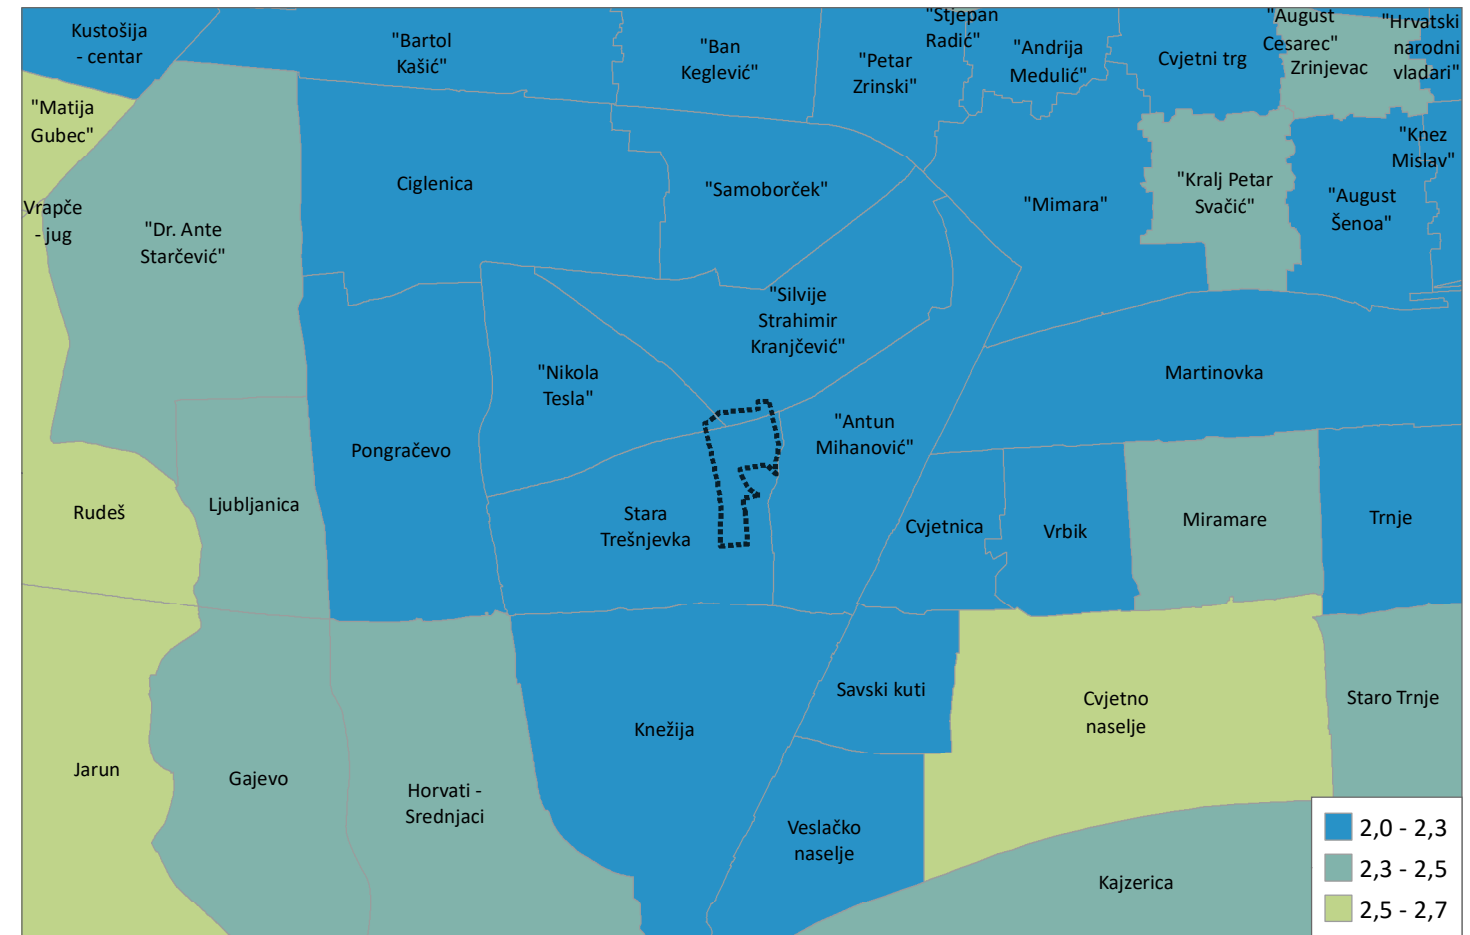 Kustošija
- centar
"Bartol
Kašić"
"Ban
Keglević"
"Petar
Zrinski"
"Stjepan
Radić"
"Andrija
Medulić"
Cvjetni trg
"August
Cesarec"
Zrinjevac
"Hrvatski
narodni
vladari"
"Matija
Gubec"
Vrapče
- jug
"Dr. Ante
Starčević"
Ciglenica
"Samoborček"
"Mimara"
"Kralj Petar
Svačić"
"August
Šenoa"
"Knez
Mislav"
"Silvije
Strahimir
Kranjčević"
"Nikola
Tesla"
Martinovka
Pongračevo
"Antun
Mihanović"
Rudeš
Ljubljanica
Stara
Trešnjevka
Cvjetnica
Vrbik
Miramare
Trnje
Jarun
Gajevo
Horvati -
Srednjaci
Knežija
Savski kuti
Cvjetno
naselje
Staro Trnje
Veslačko
naselje
Kajzerica
2,0 - 2,3
2,3 - 2,5
2,5 - 2,7